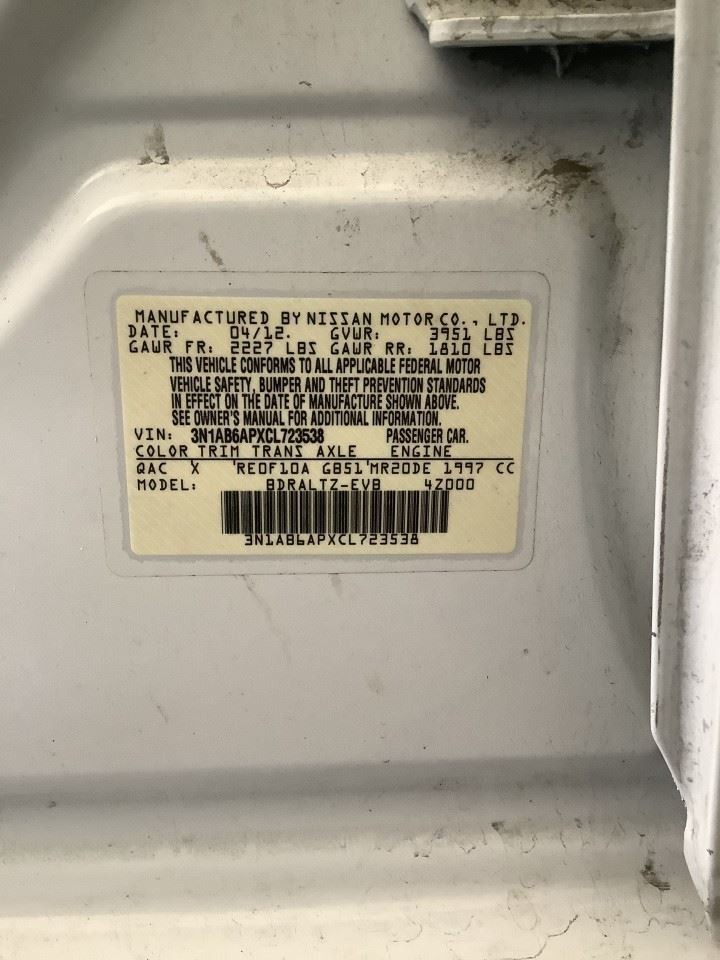 MANUFACTURED BY NISSAN MOTOR CO., LTD.
DATE: 04/12. GVWR: 3951 LBS
GAWR FR: 2227 LBS GAWR RR: 1810 LBS
THIS VEHICLE CONFORMS TO ALL APPLICABLE FEDERAL MOTOR
VEHICLE SAFETY, BUMPER AND THEFT PREVENTION STANDARDS
IN EFFECT ON THE DATE OF MANUFACTURE SHOWN ABOVE.
SEE OWNER'S MANUAL FOR ADDITIONAL INFORMATION.
VIN: 3N1AB6APXCL723538 PASSENGER CAR.
COLOR TRIM TRANS AXLE ENGINE
QAC X 'RE0F10A GB51'MR20DE 1997 CC
MODEL: BDRALTZ-EVB 4Z000
3N1AB6APXCL723538